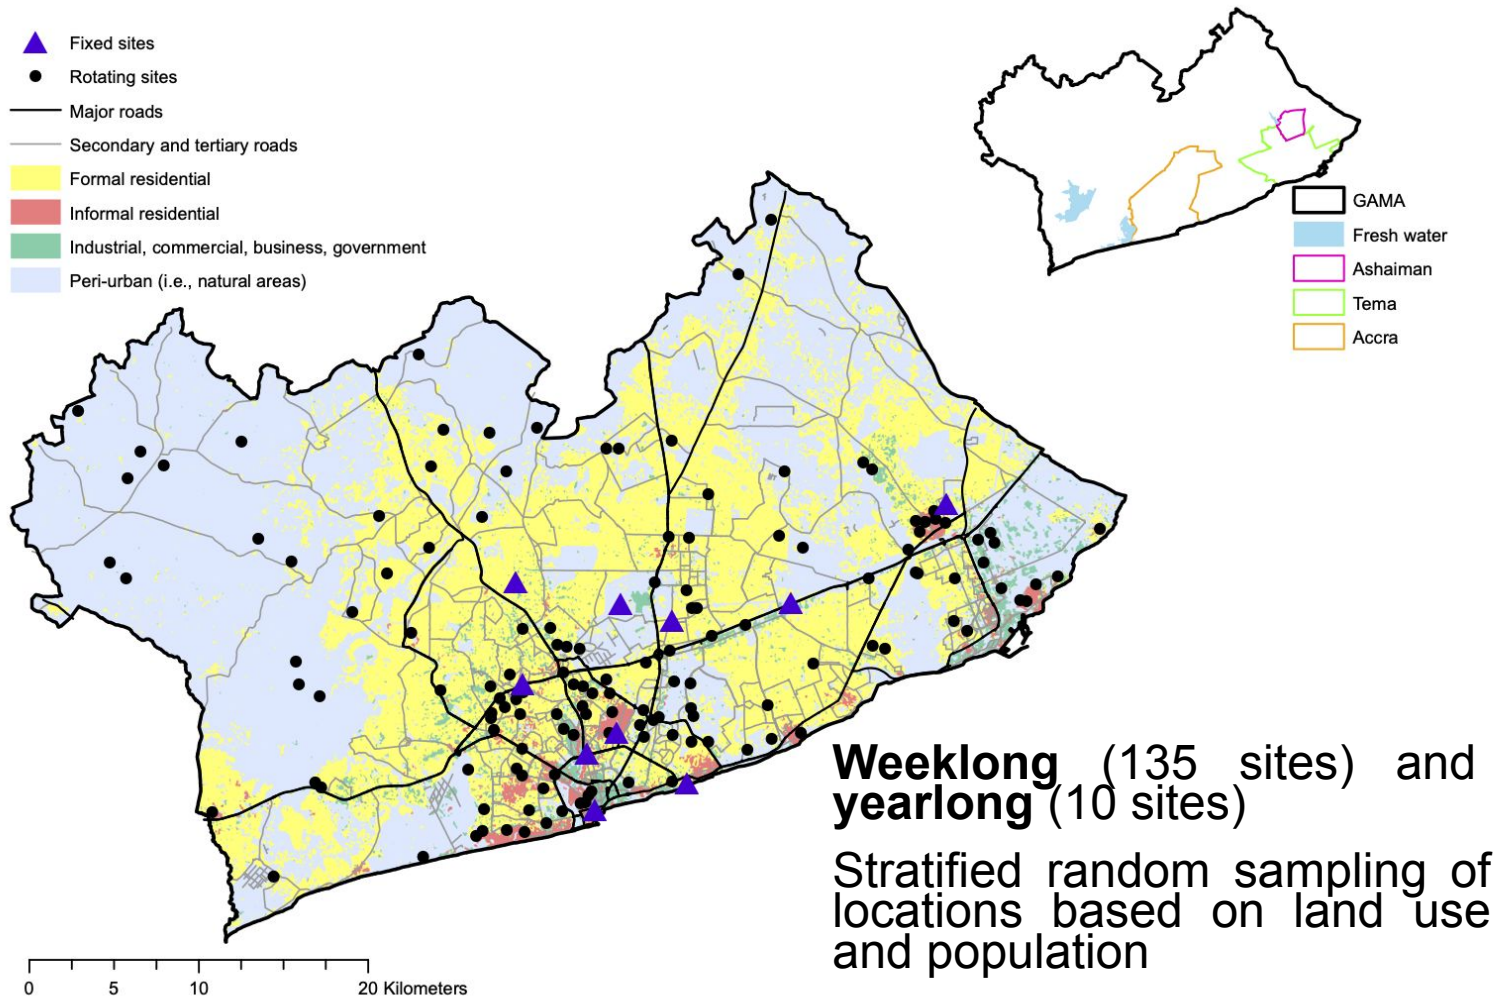 Fixed sites
Rotating sites
Major roads
Secondary and tertiary roads
Formal residential
Informal residential
Industrial, commercial, business, government
Peri-urban (i.e., natural areas)
GAMA
Fresh water
Ashaiman
Tema
Accra
Weeklong (135 sites) and
yearlong (10 sites)
Stratified random sampling of
locations based on land use
and population
0 5 10 20 Kilometers